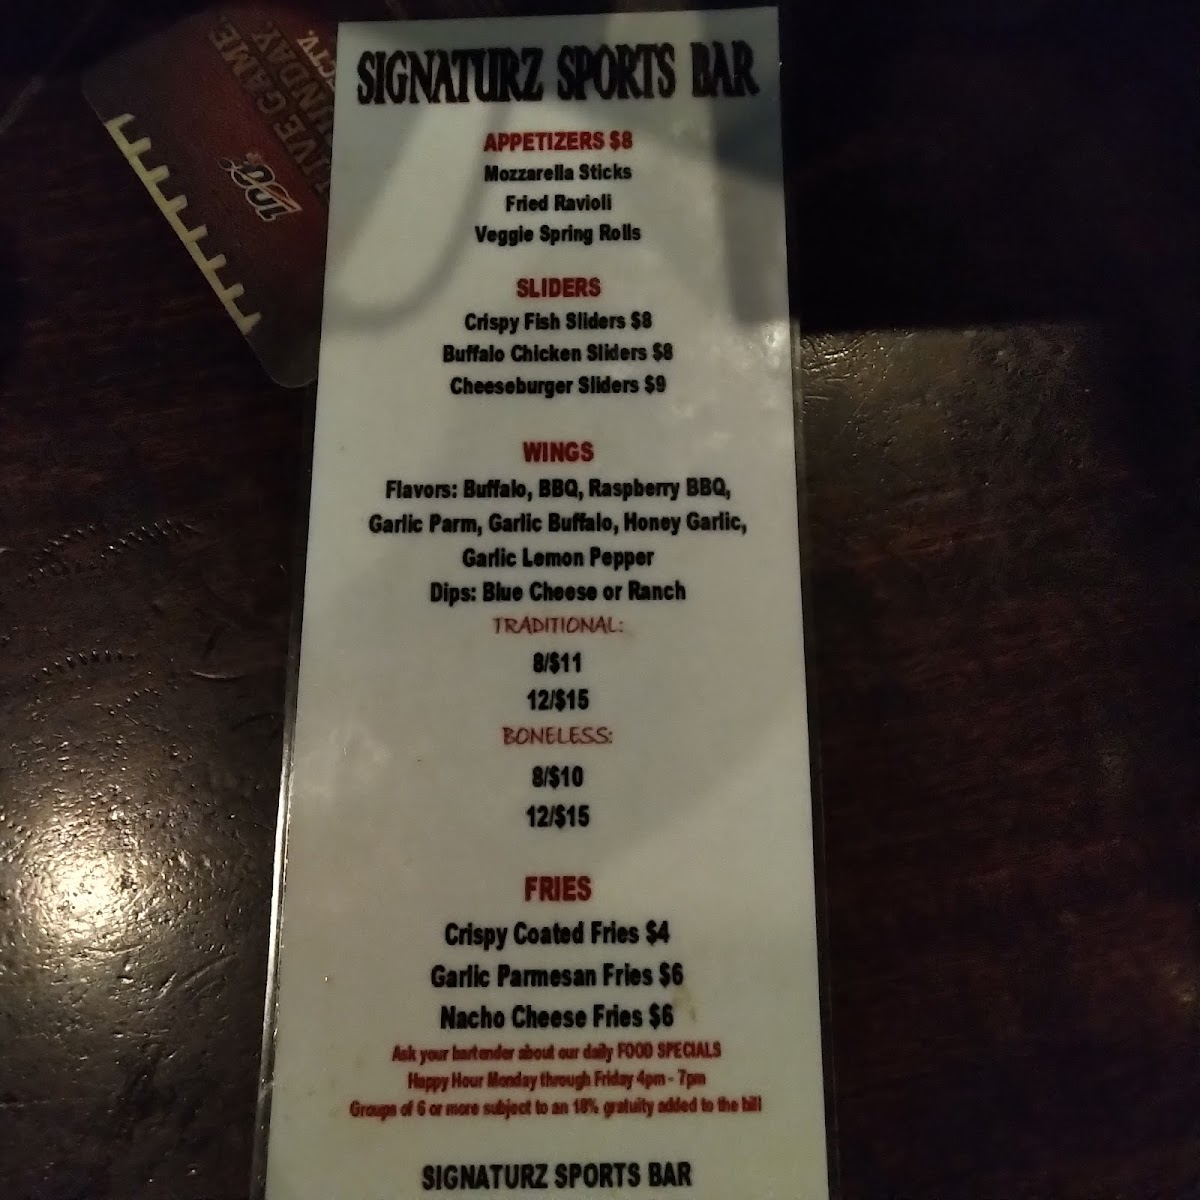 LIVE GAME.
SUNDAY.
100
SIGNATURZ SPORTS BAR
APPETIZERS $8
Mozzarella Sticks
Fried Ravioli
Veggie Spring Rolls
SLIDERS
Crispy Fish Sliders $8
Buffalo Chicken Sliders $8
Cheeseburger Sliders $9
WINGS
Flavors: Buffalo, BBQ, Raspberry BBQ,
Garlic Parm, Garlic Buffalo, Honey Garlic,
Garlic Lemon Pepper
Dips: Blue Cheese or Ranch
TRADITIONAL:
8/$11
12/$15
BONELESS:
8/$10
12/$15
FRIES
Crispy Coated Fries $4
Garlic Parmesan Fries $6
Nacho Cheese Fries $6
Ask your bartender about our daily FOOD SPECIALS
Happy Hour Monday through Friday 4pm - 7pm
Groups of 6 or more subject to an 18% gratuity added to the bill
SIGNATURZ SPORTS BAR